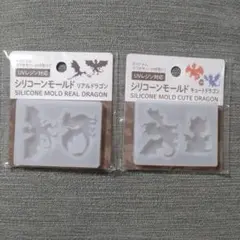 UVレジン対応
シリコーンモールド リアルドラゴン
SILICONE MOLD REAL DRAGON
UVレジン対応
シリコーンモールド キュートドラゴン
SILICONE MOLD CUTE DRAGON